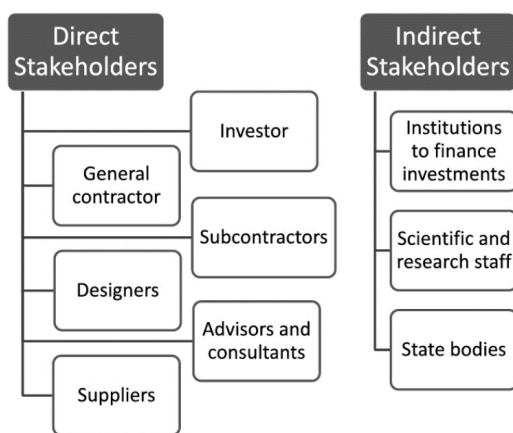 Direct
Stakeholders
Investor
General
contractor
Subcontractors
Designers
Advisors and
consultants
Suppliers
Indirect
Stakeholders
Institutions
to finance
investments
Scientific and
research staff
State bodies